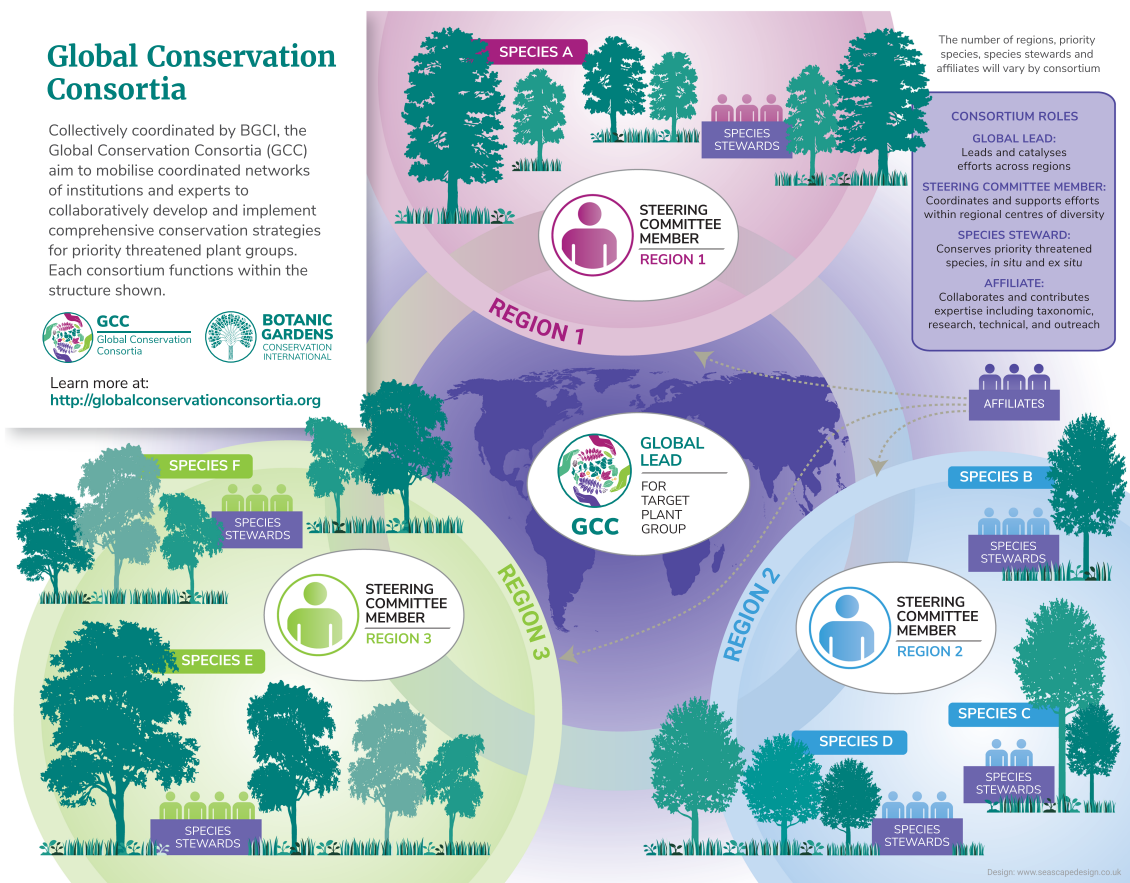 Global Conservation
Consortia
Collectively coordinated by BGCI, the
Global Conservation Consortia (GCC)
aim to mobilise coordinated networks
of institutions and experts to
collaboratively develop and implement
comprehensive conservation strategies
for priority threatened plant groups.
Each consortium functions within the
structure shown.
GCC
Global Conservation
Consortia
BOTANIC
GARDENS
CONSERVATION
INTERNATIONAL
Learn more at:
http://globalconservationconsortia.org
SPECIES A
SPECIES
STEWARDS
STEERING
COMMITTEE
MEMBER
REGION 1
REGION 1
The number of regions, priority
species, species stewards and
affiliates will vary by consortium
CONSORTIUM ROLES
GLOBAL LEAD:
Leads and catalyses
efforts across regions
STEERING COMMITTEE MEMBER:
Coordinates and supports efforts
within regional centres of diversity
SPECIES STEWARD:
Conserves priority threatened
species, in situ and ex situ
AFFILIATE:
Collaborates and contributes
expertise including taxonomic,
research, technical, and outreach
AFFILIATES
GCC
GLOBAL
LEAD
FOR
TARGET
PLANT
GROUP
SPECIES F
SPECIES
STEWARDS
STEERING
COMMITTEE
MEMBER
REGION 3
REGION 3
SPECIES E
SPECIES
STEWARDS
SPECIES B
SPECIES
STEWARDS
REGION 2
STEERING
COMMITTEE
MEMBER
REGION 2
SPECIES C
SPECIES
STEWARDS
SPECIES D
SPECIES
STEWARDS
Design: www.seascapedesign.co.uk